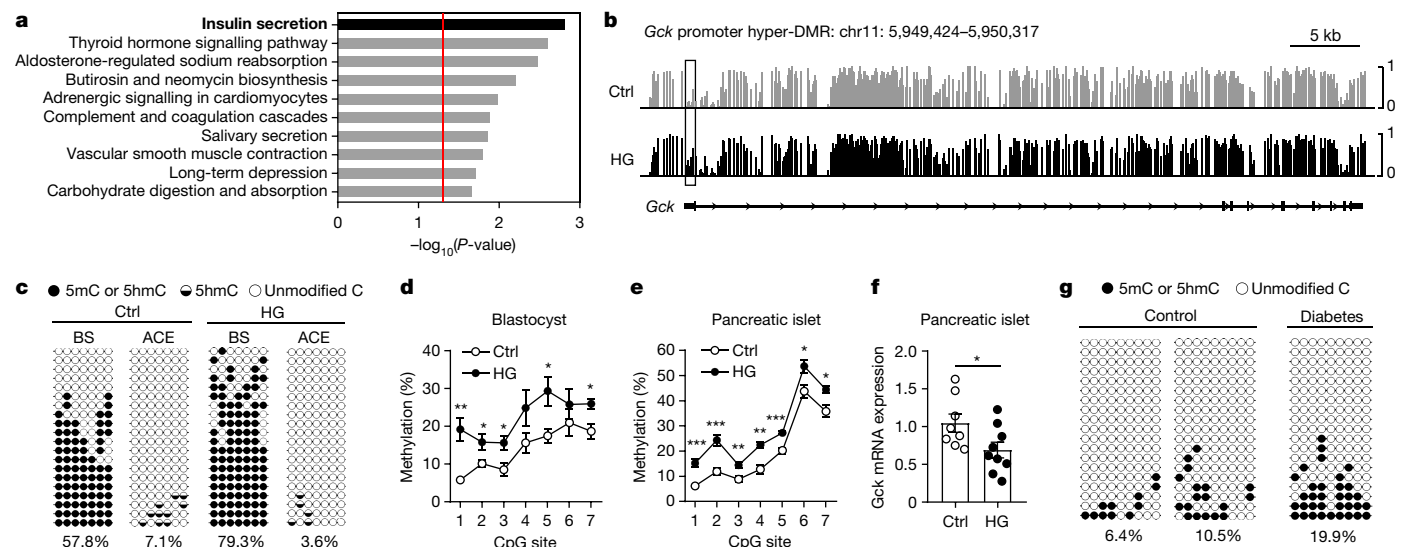 a
Insulin secretion
Thyroid hormone signalling pathway
Aldosterone-regulated sodium reabsorption
Butirosin and neomycin biosynthesis
Adrenergic signalling in cardiomyocytes
Complement and coagulation cascades
Salivary secretion
Vascular smooth muscle contraction
Long-term depression
Carbohydrate digestion and absorption
0 1 2 3
–log10(P-value)
b
Gck promoter hyper-DMR: chr11: 5,949,424–5,950,317
5 kb
Ctrl
1
0
HG
1
0
Gck
c
5mC or 5hmC 5hmC Unmodified C
Ctrl HG
BS ACE BS ACE
57.8% 7.1% 79.3% 3.6%
d
Blastocyst
Ctrl
HG
Methylation (%)
40
30
20
10
0
** * * * *
1 2 3 4 5 6 7
CpG site
e
Pancreatic islet
Ctrl
HG
Methylation (%)
60
50
40
30
20
10
0
*** *** ** ** *** * *
1 2 3 4 5 6 7
CpG site
f
Pancreatic islet
Gck mRNA expression
2.0
1.5
1.0
0.5
0
*
Ctrl HG
g
5mC or 5hmC Unmodified C
Control Diabetes
6.4% 10.5% 19.9%